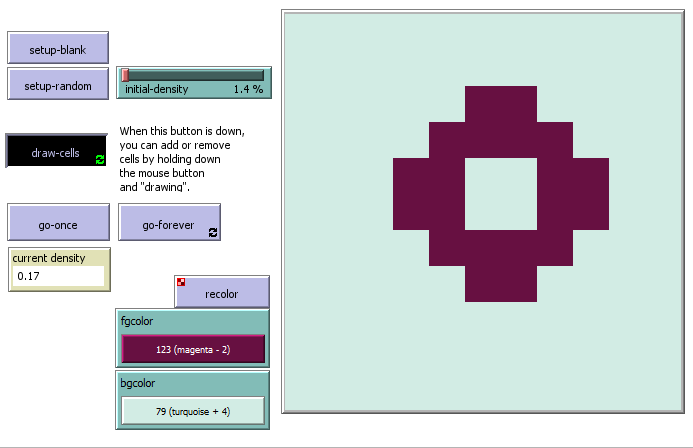 setup-blank
setup-random
initial-density 1.4 %
draw-cells
When this button is down,
you can add or remove
cells by holding down
the mouse button
and "drawing".
go-once
go-forever
current density
0.17
recolor
fgcolor
123 (magenta - 2)
bgcolor
79 (turquoise + 4)